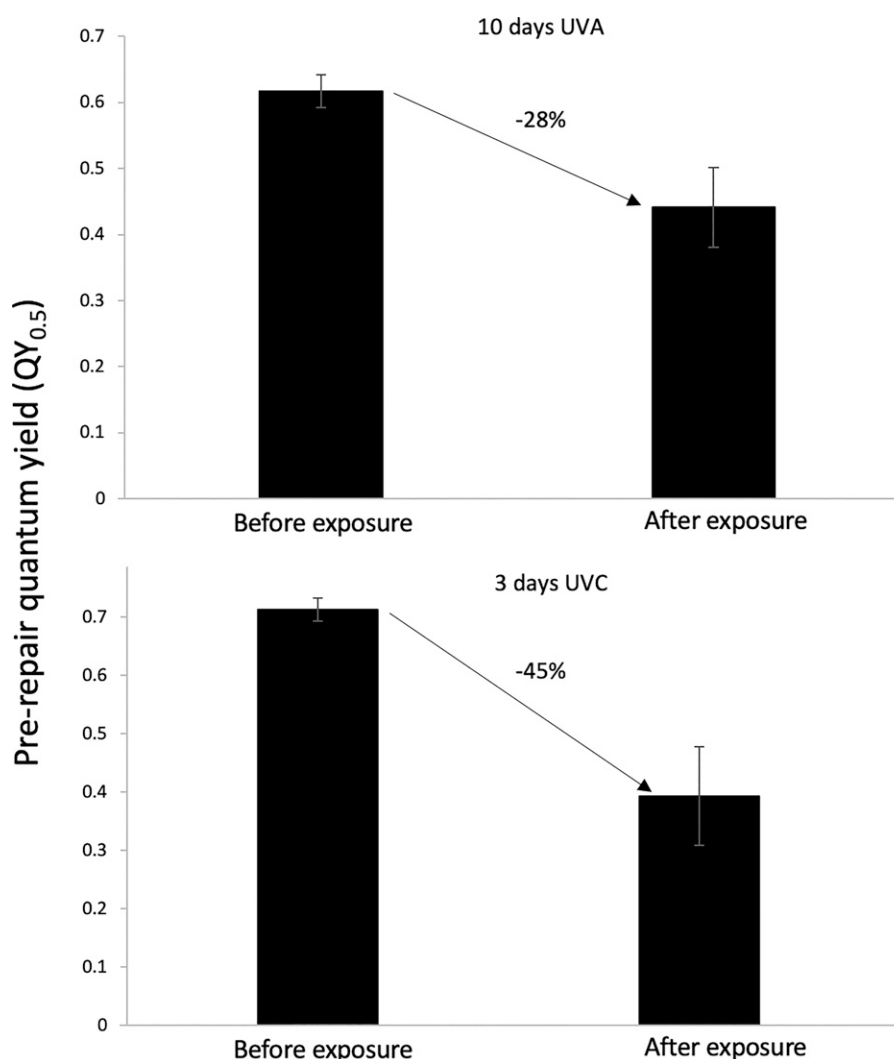 Pre-repair quantum yield (QY0.5)
10 days UVA
0.7
0.6
0.5
0.4
0.3
0.2
0.1
0
-28%
Before exposure
After exposure
3 days UVC
0.7
0.6
0.5
0.4
0.3
0.2
0.1
0
-45%
Before exposure
After exposure